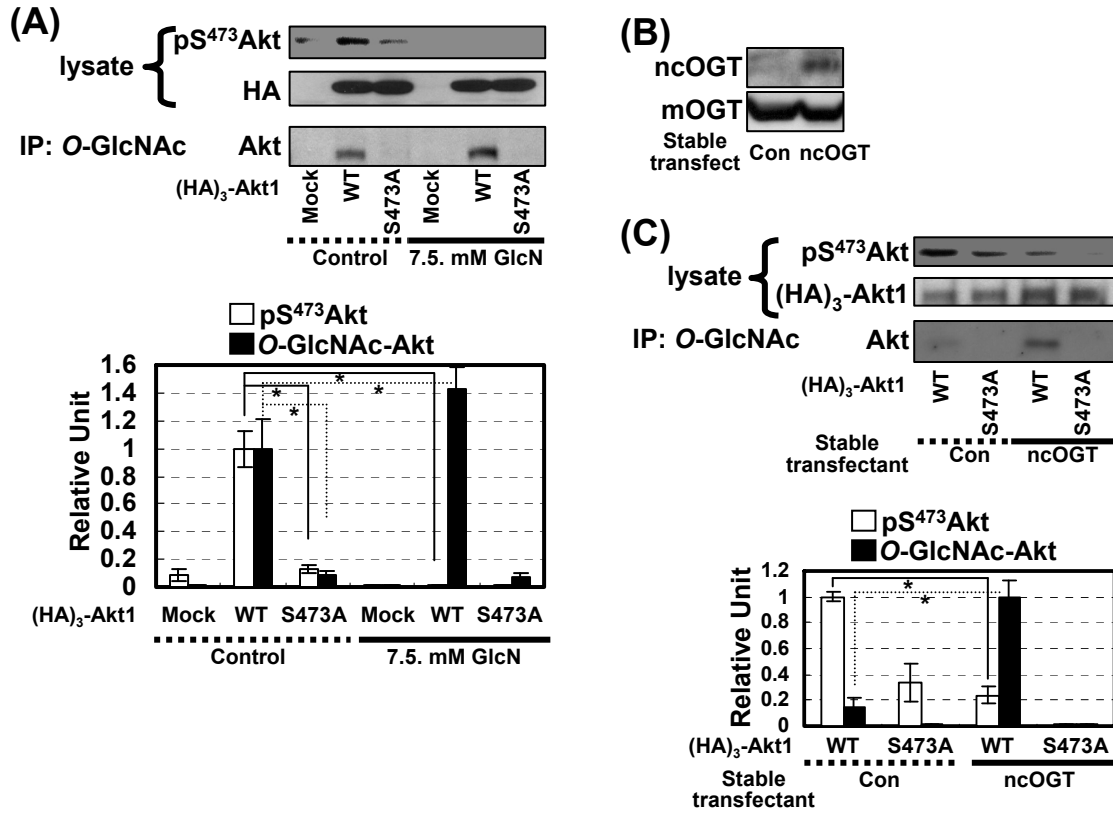 (A)
pS⁴⁷³Akt
lysate
HA
IP: O-GlcNAc Akt
(HA)₃-Akt1
Mock WT S473A Mock WT S473A
Control 7.5. mM GlcN
pS⁴⁷³Akt
O-GlcNAc-Akt
Relative Unit
1.6
1.4
1.2
1
0.8
0.6
0.4
0.2
0
* * * *
(HA)₃-Akt1 Mock WT S473A Mock WT S473A
Control 7.5. mM GlcN
(B)
ncOGT
mOGT
Stable
transfect Con ncOGT
(C)
pS⁴⁷³Akt
lysate
(HA)₃-Akt1
IP: O-GlcNAc Akt
(HA)₃-Akt1 WT S473A WT S473A
Stable
transfectant
Con ncOGT
pS⁴⁷³Akt
O-GlcNAc-Akt
Relative Unit
1.2
1
0.8
0.6
0.4
0.2
0
* *
(HA)₃-Akt1 WT S473A WT S473A
Stable
transfectant
Con ncOGT